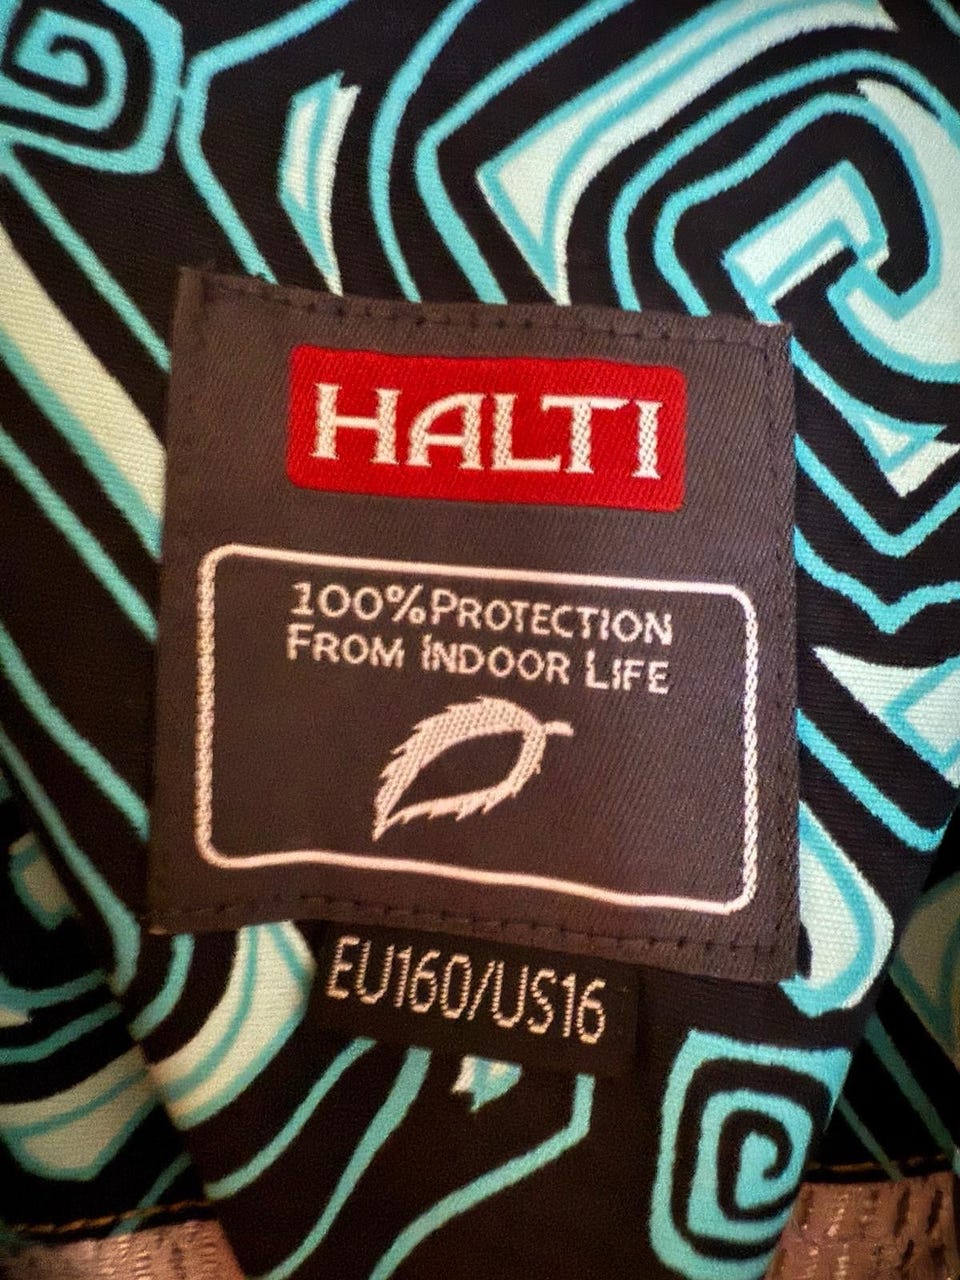 HALTI
100% PROTECTION
FROM INDOOR LIFE
EU160/US16